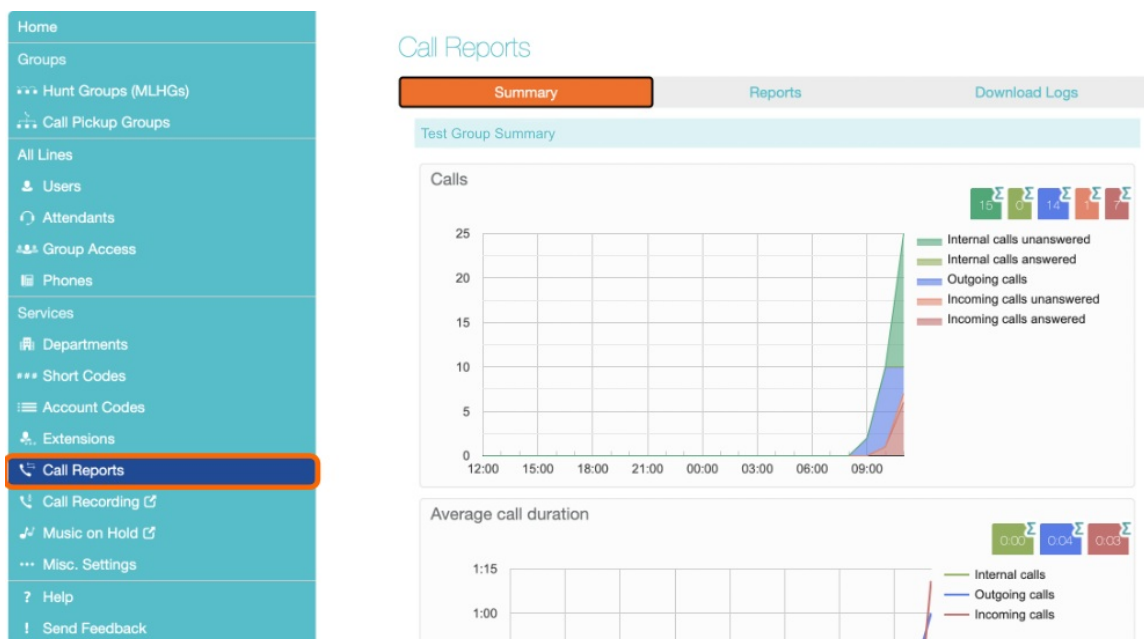 Home
Groups
Hunt Groups (MLHGs)
Call Pickup Groups
All Lines
Users
Attendants
Group Access
Phones
Services
Departments
Short Codes
Account Codes
Extensions
Call Reports
Call Recording
Music on Hold
Misc. Settings
? Help
! Send Feedback
Call Reports
Summary Reports Download Logs
Test Group Summary
Calls
15 Σ 0 Σ 14 Σ 1 Σ 7 Σ
25
20
15
10
5
0
12:00 15:00 18:00 21:00 00:00 03:00 06:00 09:00
Internal calls unanswered
Internal calls answered
Outgoing calls
Incoming calls unanswered
Incoming calls answered
Average call duration
0:00 Σ 0:04 Σ 0:03 Σ
1:15
1:00
Internal calls
Outgoing calls
Incoming calls